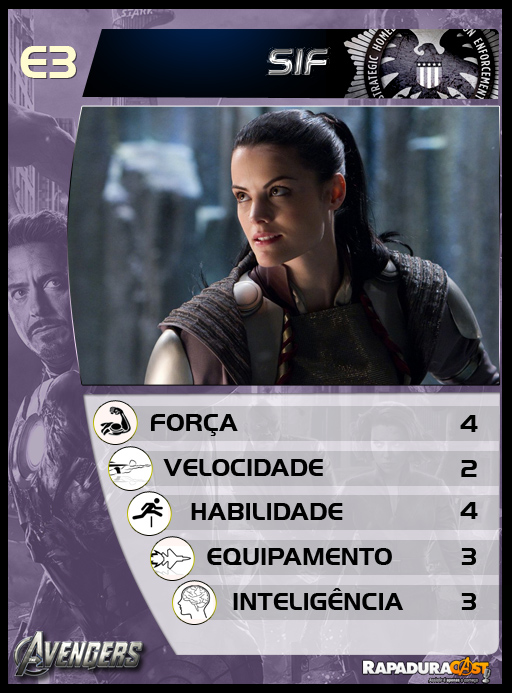 E3
SIF
STRATEGIC HOME
ON ENFORCEMENT
FORÇA 4
VELOCIDADE 2
HABILIDADE 4
EQUIPAMENTO 3
INTELIGÊNCIA 3
AVENGERS
RAPADURACAST